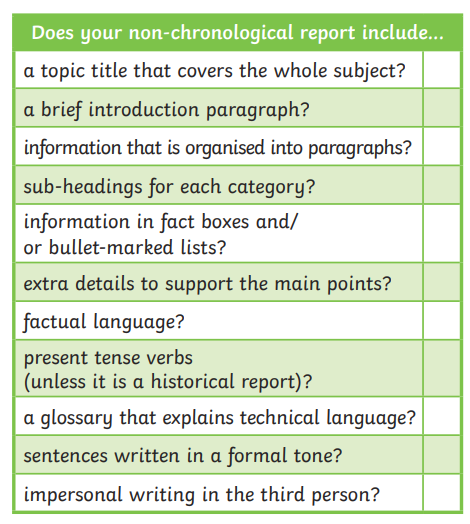 Does your non-chronological report include...
a topic title that covers the whole subject?
a brief introduction paragraph?
information that is organised into paragraphs?
sub-headings for each category?
information in fact boxes and/
or bullet-marked lists?
extra details to support the main points?
factual language?
present tense verbs
(unless it is a historical report)?
a glossary that explains technical language?
sentences written in a formal tone?
impersonal writing in the third person?